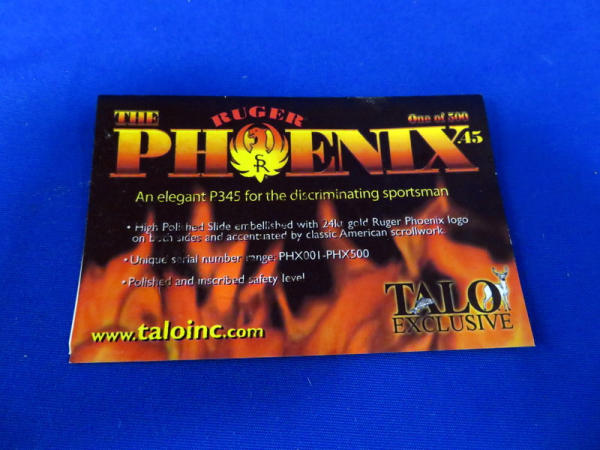 THE RUGER One of 500
PHOENIX .45
SR
An elegant P345 for the discriminating sportsman
• High Polished Slide embellished with 24kt gold Ruger Phoenix logo
on both sides and accentuated by classic American scrollwork.
• Unique serial number range: PHX001-PHX500
• Polished and inscribed safety level
TALO
EXCLUSIVE
www.taloinc.com